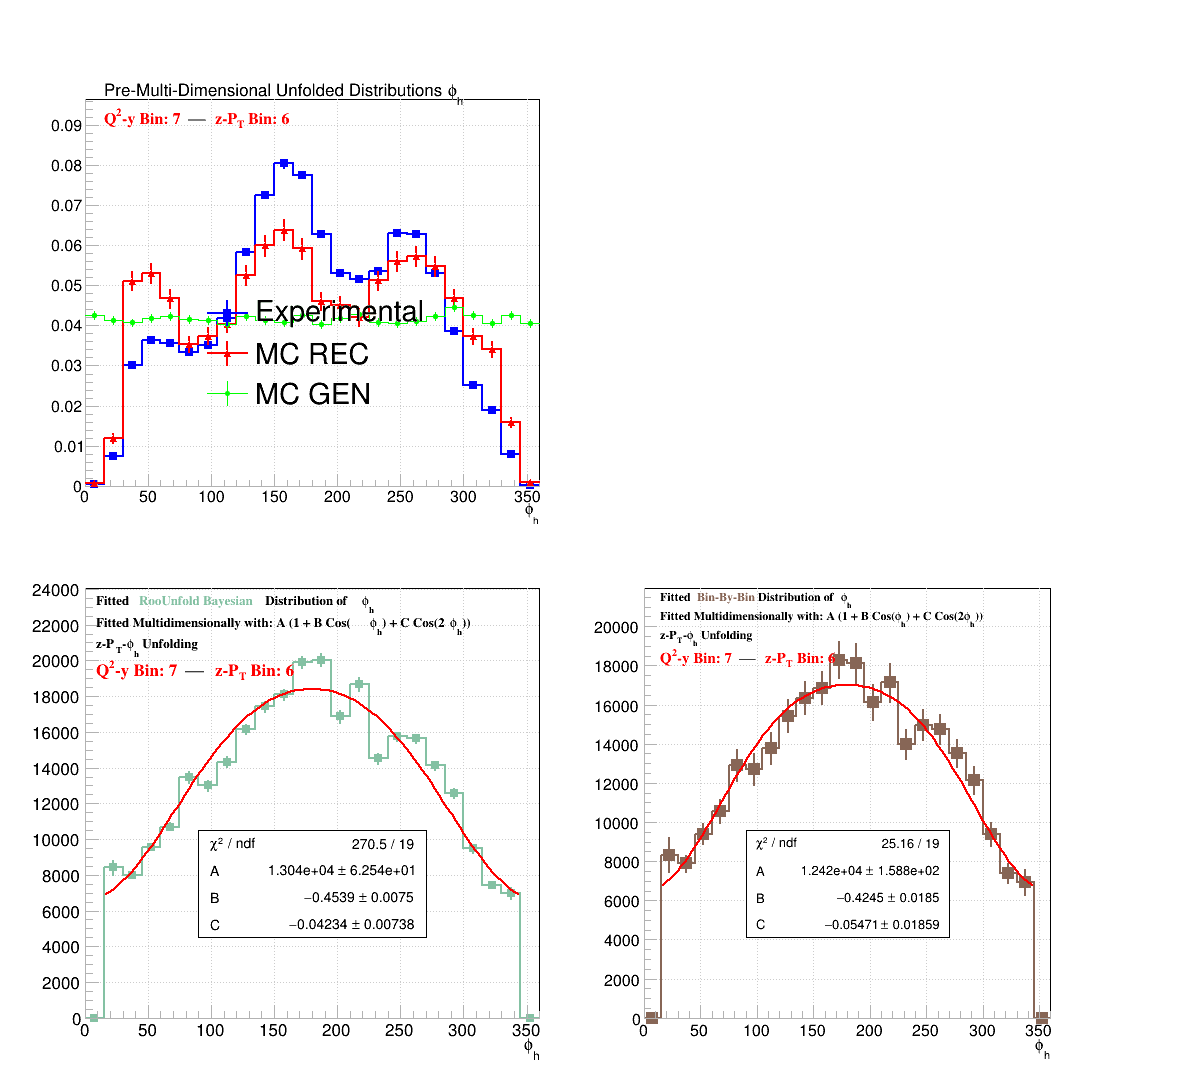 Pre-Multi-Dimensional Unfolded Distributions ϕh
Q²-y Bin: 7 — z-PT Bin: 6
0.09
0.08
0.07
0.06
0.05
0.04
0.03
0.02
0.01
0
Experimental
MC REC
MC GEN
0 50 100 150 200 250 300 350
ϕh
24000
22000
20000
18000
16000
14000
12000
10000
8000
6000
4000
2000
0
Fitted RooUnfold Bayesian Distribution of ϕh
Fitted Multidimensionally with: A (1 + B Cos( ϕh) + C Cos(2 ϕh))
z-PT-ϕh Unfolding
Q²-y Bin: 7 — z-PT Bin: 6
χ² / ndf 270.5 / 19
A 1.304e+04 ± 6.254e+01
B −0.4539 ± 0.0075
C −0.04234 ± 0.00738
0 50 100 150 200 250 300 350
ϕh
20000
18000
16000
14000
12000
10000
8000
6000
4000
2000
0
Fitted Bin-By-Bin Distribution of ϕh
Fitted Multidimensionally with: A (1 + B Cos(ϕh) + C Cos(2ϕh))
z-PT-ϕh Unfolding
Q²-y Bin: 7 — z-PT Bin: 6
χ² / ndf 25.16 / 19
A 1.242e+04 ± 1.588e+02
B −0.4245 ± 0.0185
C −0.05471 ± 0.01859
0 50 100 150 200 250 300 350
ϕh